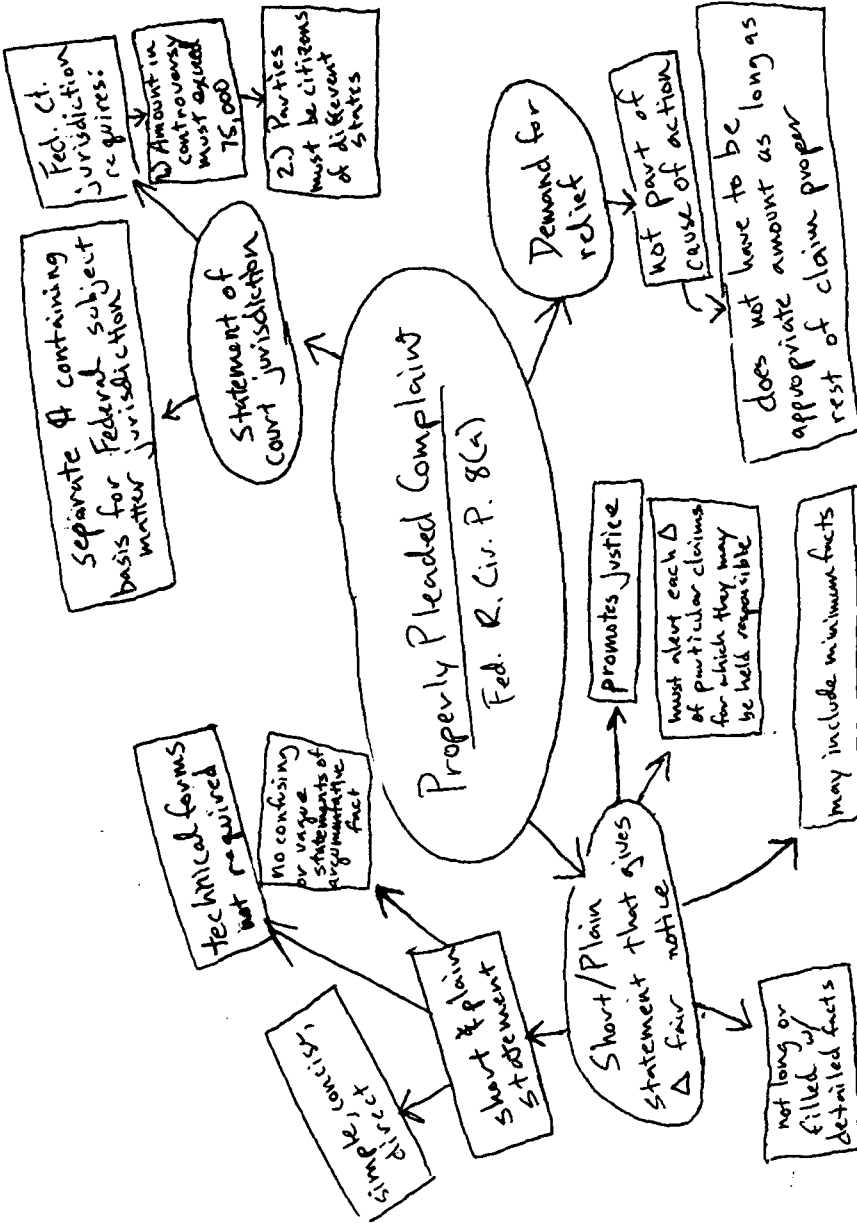 Properly Pleaded Complaint
Fed. R. Civ. P. 8(a)
Statement of
court jurisdiction
Separate ¶ containing
basis for Federal subject
matter jurisdiction
Fed. Ct.
jurisdiction
requires:
1.) Amount in
controversy
must exceed
75,000
2.) Parties
must be citizens
of different
states
Demand for
relief
not part of
cause of action
does not have to be
appropriate amount as long as
rest of claim proper
Short/Plain
statement that gives
Δ fair notice
short & plain
statement
simple, concise,
direct
technical forms
not required
no confusing
or vague
statements of
argumentative
fact
promotes justice
must alert each Δ
of particular claims
for which they may
be held responsible
may include minimum facts
not long or
filled w/
detailed facts